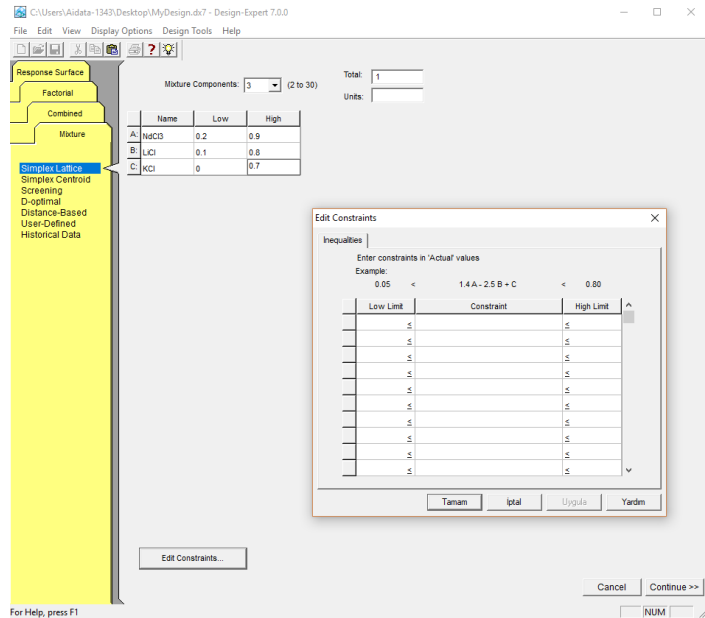 C:\Users\Aidata-1343\Desktop\MyDesign.dx7 - Design-Expert 7.0.0
File Edit View Display Options Design Tools Help
Response Surface
Factorial
Combined
Mixture
Simplex Lattice
Simplex Centroid
Screening
D-optimal
Distance-Based
User-Defined
Historical Data
Mixture Components: 3 (2 to 30)
Total: 1
Units:
Name Low High
A: NdCl3 0.2 0.9
B: LiCl 0.1 0.8
C: KCl 0 0.7
Edit Constraints
Inequalities
Enter constraints in 'Actual' values
Example:
0.05 < 1.4 A - 2.5 B + C < 0.80
Low Limit Constraint High Limit
≤ ≤
≤ ≤
≤ ≤
≤ ≤
≤ ≤
≤ ≤
≤ ≤
≤ ≤
≤ ≤
≤ ≤
Tamam İptal Uygula Yardım
Edit Constraints...
Cancel Continue >>
For Help, press F1 NUM